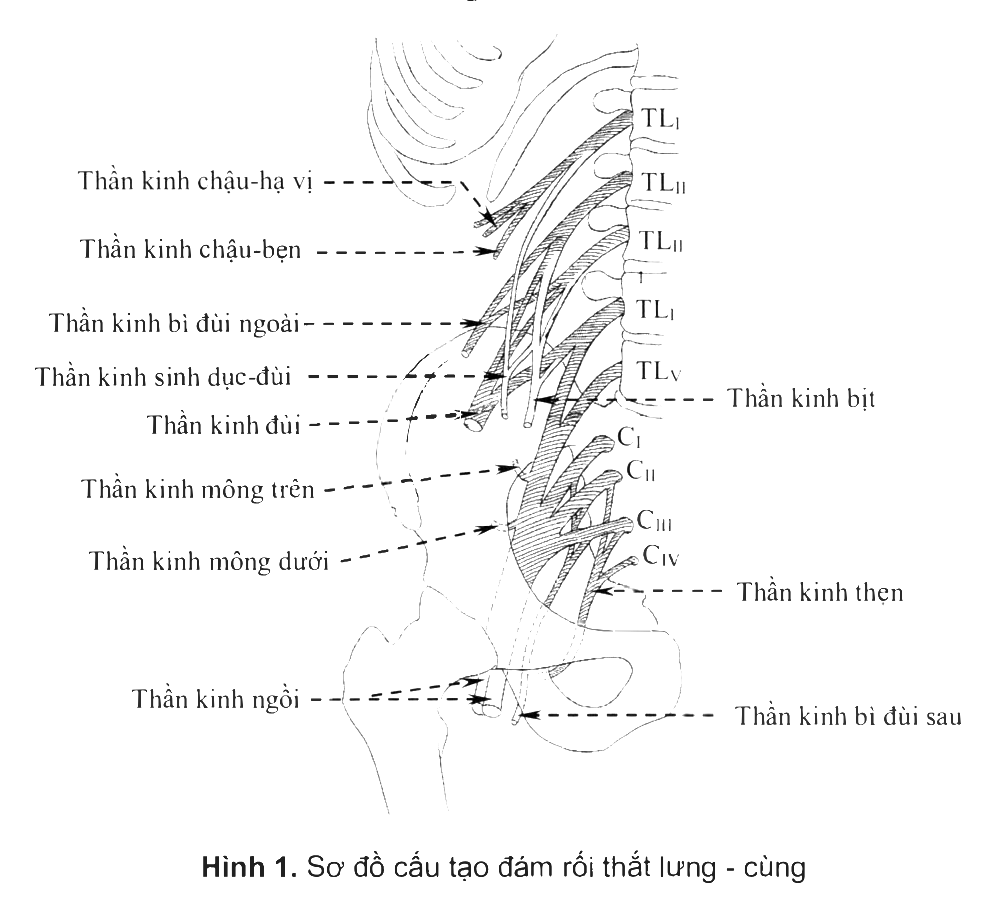 TLI
Thần kinh chậu-hạ vị
TLII
Thần kinh chậu-bẹn
TLII
I
Thần kinh bì đùi ngoài
TLI
Thần kinh sinh dục-đùi
TLV
Thần kinh bịt
Thần kinh đùi
CI
CII
Thần kinh mông trên
CIII
Thần kinh mông dưới
CIV
Thần kinh thẹn
Thần kinh ngồi
Thần kinh bì đùi sau
Hình 1. Sơ đồ cấu tạo đám rối thắt lưng - cùng